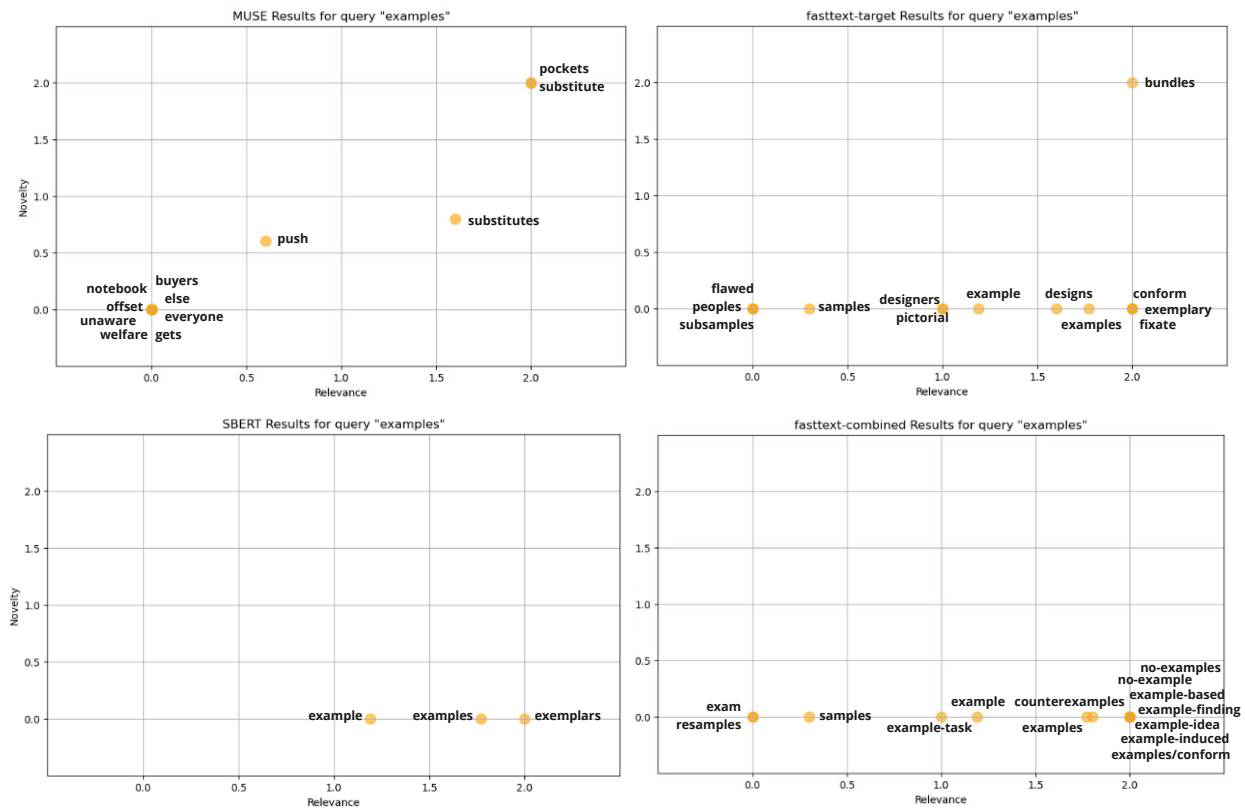 MUSE Results for query "examples"
2.0
1.5
1.0
0.5
0.0
Novelty
pockets
substitute
substitutes
push
notebook
buyers
offset
else
unaware
everyone
welfare
gets
0.0
0.5
1.0
1.5
2.0
Relevance
fasttext-target Results for query "examples"
2.0
1.5
1.0
0.5
0.0
bundles
flawed
peoples
subsamples
samples
designers
pictorial
example
designs
examples
conform
exemplary
fixate
0.0
0.5
1.0
1.5
2.0
Relevance
SBERT Results for query "examples"
2.0
1.5
1.0
0.5
0.0
Novelty
example
examples
exemplars
0.0
0.5
1.0
1.5
2.0
Relevance
fasttext-combined Results for query "examples"
2.0
1.5
1.0
0.5
0.0
exam
resamples
samples
example
example-task
counterexamples
examples
no-examples
no-example
example-based
example-finding
example-idea
example-induced
examples/conform
0.0
0.5
1.0
1.5
2.0
Relevance